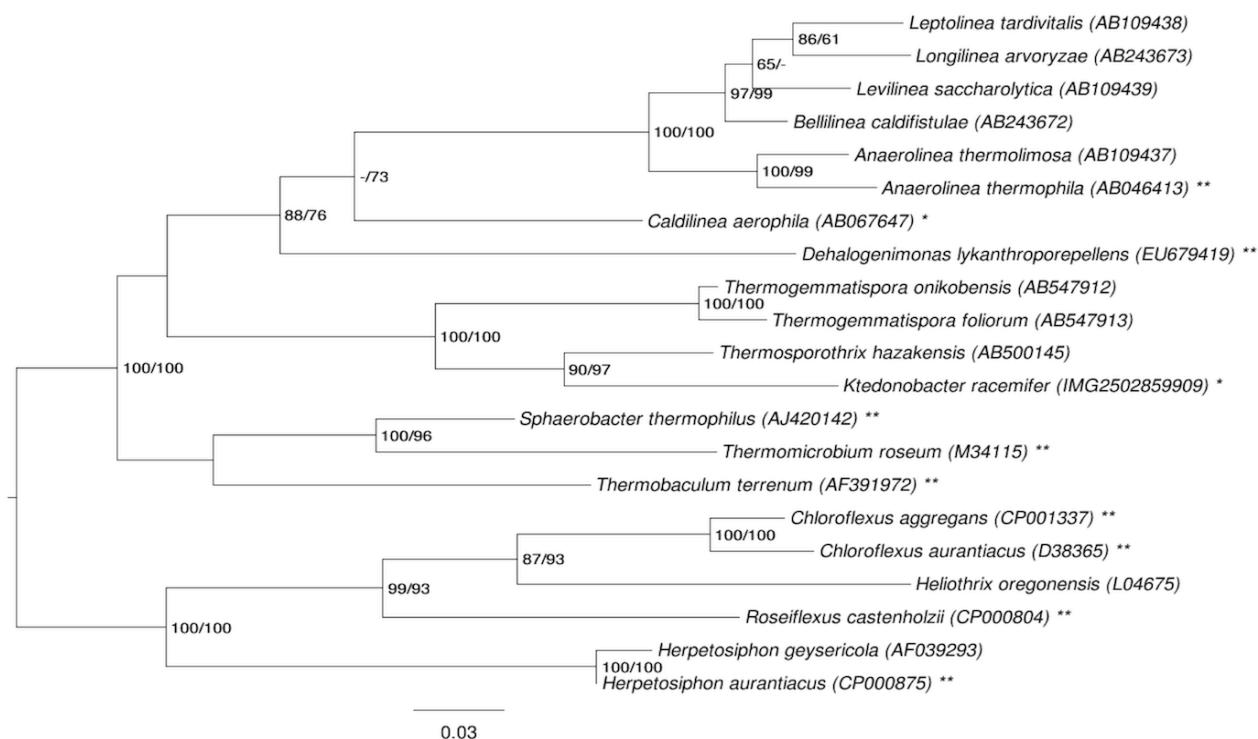 Leptolinea tardivitalis (AB109438)
86/61
Longilinea arvoryzae (AB243673)
65/-
Levilinea saccharolytica (AB109439)
97/99
Bellilinea caldifistulae (AB243672)
100/100
Anaerolinea thermolimosa (AB109437)
100/99
-/73
Anaerolinea thermophila (AB046413) **
88/76
Caldilinea aerophila (AB067647) *
Dehalogenimonas lykanthroporepellens (EU679419) **
Thermogemmatispora onikobensis (AB547912)
100/100
Thermogemmatispora foliorum (AB547913)
100/100
Thermosporothrix hazakensis (AB500145)
100/100
90/97
Ktedonobacter racemifer (IMG2502859909) *
Sphaerobacter thermophilus (AJ420142) **
100/96
Thermomicrobium roseum (M34115) **
Thermobaculum terrenum (AF391972) **
Chloroflexus aggregans (CP001337) **
100/100
Chloroflexus aurantiacus (D38365) **
87/93
Heliothrix oregonensis (L04675)
99/93
Roseiflexus castenholzii (CP000804) **
100/100
Herpetosiphon geysericola (AF039293)
100/100
Herpetosiphon aurantiacus (CP000875) **
0.03